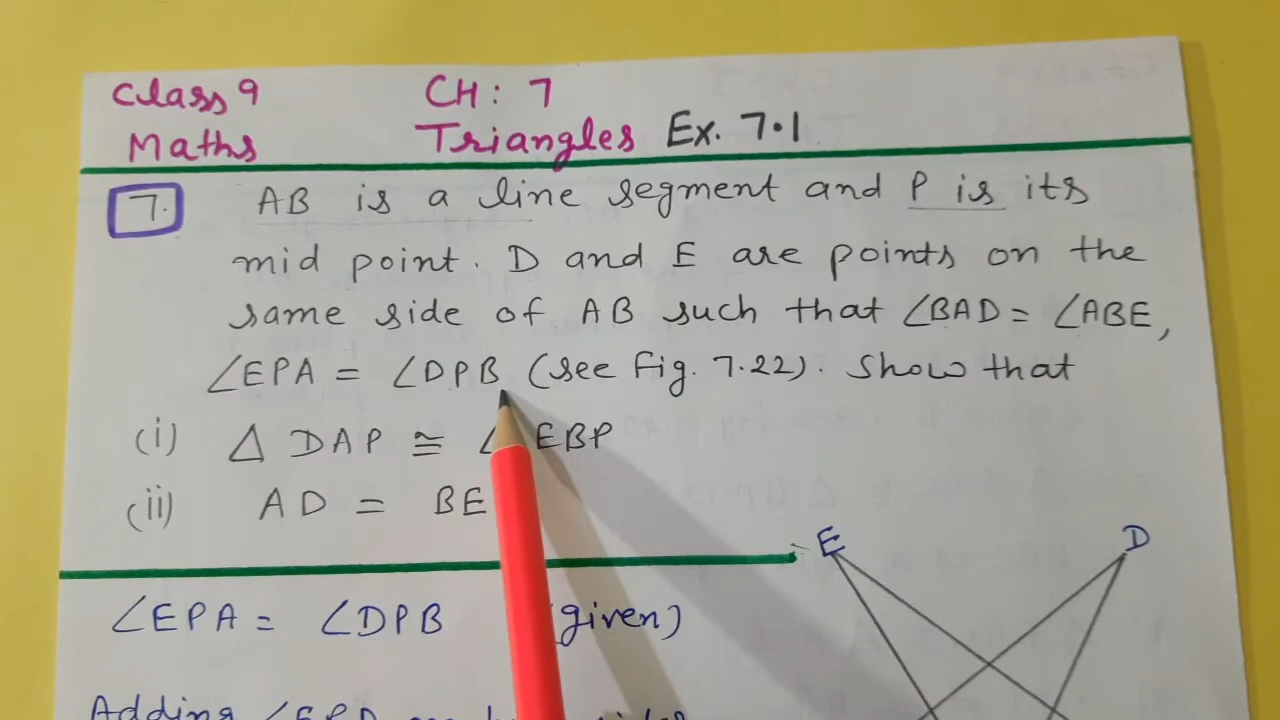 Class 9 CH: 7
Maths Triangles Ex. 7.1
7. AB is a line segment and P is its
mid point. D and E are points on the
same side of AB such that ∠BAD = ∠ABE,
∠EPA = ∠DPB (see fig. 7.22). Show that
(i) △ DAP ≅ EBP
(ii) AD = BE
E D
∠EPA = ∠DPB (given)
Adding